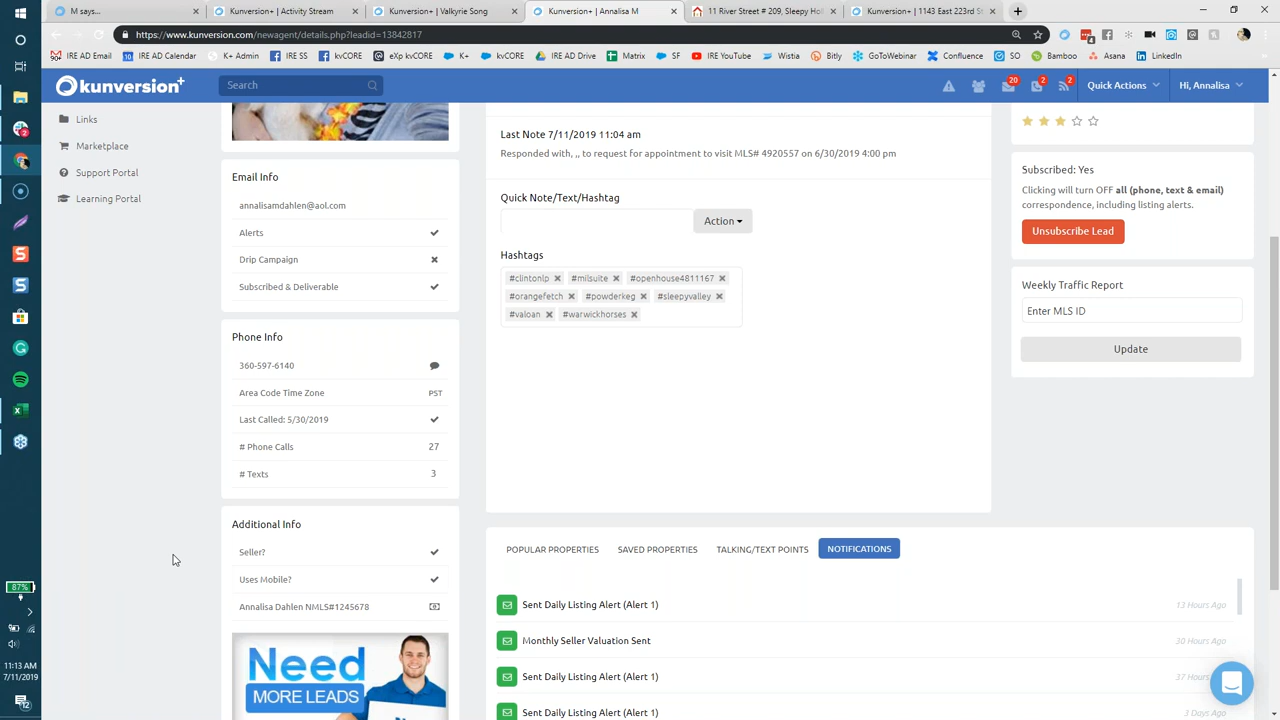 M says...
Kunversion+ | Activity Stream
Kunversion+ | Valkyrie Song
Kunversion+ | Annalisa M
11 River Street # 209, Sleepy Hol
Kunversion+ | 1143 East 223rd St
https://www.kunversion.com/newagent/details.php?leadid=13842817
IRE AD Email
IRE AD Calendar
K+ Admin
IRE SS
kvCORE
eXp kvCORE
K+
IRE AD Drive
Matrix
SF
IRE YouTube
Wistia
Bitly
GoToWebinar
Confluence
SO
Bamboo
Asana
LinkedIn
kunversion+
Search
20
2
2
Quick Actions
Hi, Annalisa
Links
Marketplace
Support Portal
Learning Portal
Email Info
annalisamdahlen@aol.com
Alerts
Drip Campaign
Subscribed & Deliverable
Phone Info
360-597-6140
Area Code Time Zone PST
Last Called: 5/30/2019
# Phone Calls 27
# Texts 3
Additional Info
Seller?
Uses Mobile?
Annalisa Dahlen NMLS#1245678
Need
MORE LEADS
Last Note 7/11/2019 11:04 am
Responded with, ,, to request for appointment to visit MLS# 4920557 on 6/30/2019 4:00 pm
Quick Note/Text/Hashtag
Action
Hashtags
#clintonlp #milsuite #openhouse4811167
#orangefetch #powderkeg #sleepyvalley
#valoan #warwickhorses
POPULAR PROPERTIES SAVED PROPERTIES TALKING/TEXT POINTS NOTIFICATIONS
Sent Daily Listing Alert (Alert 1) 13 Hours Ago
Monthly Seller Valuation Sent 30 Hours Ago
Sent Daily Listing Alert (Alert 1) 37 Hours
Sent Daily Listing Alert (Alert 1) 3 Days Ago
Subscribed: Yes
Clicking will turn OFF all (phone, text & email)
correspondence, including listing alerts.
Unsubscribe Lead
Weekly Traffic Report
Enter MLS ID
Update
87%
11:13 AM
7/11/2019